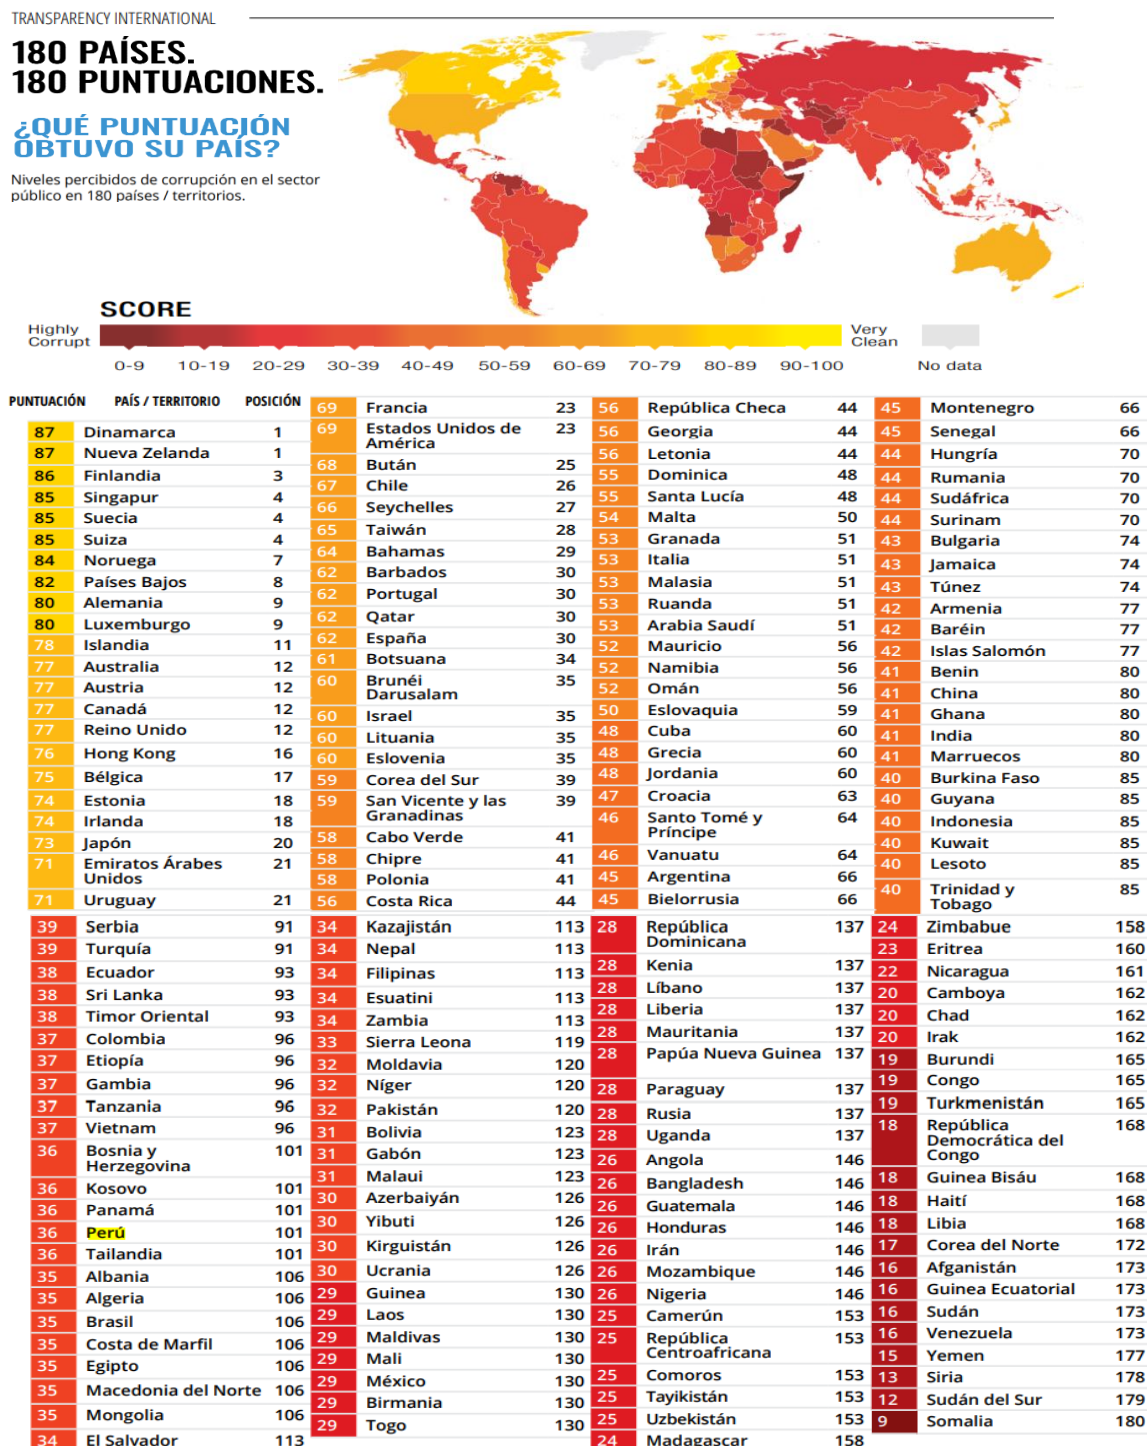 TRANSPARENCY INTERNATIONAL
180 PAÍSES.
180 PUNTUACIONES.
¿QUÉ PUNTUACIÓN
OBTUVO SU PAÍS?
Niveles percibidos de corrupción en el sector
público en 180 países / territorios.
SCORE
Highly
Corrupt
Very
Clean
0-9 10-19 20-29 30-39 40-49 50-59 60-69 70-79 80-89 90-100 No data
PUNTUACIÓN PAÍS / TERRITORIO POSICIÓN
87 Dinamarca 1
87 Nueva Zelanda 1
86 Finlandia 3
85 Singapur 4
85 Suecia 4
85 Suiza 4
84 Noruega 7
82 Países Bajos 8
80 Alemania 9
80 Luxemburgo 9
78 Islandia 11
77 Australia 12
77 Austria 12
77 Canadá 12
77 Reino Unido 12
76 Hong Kong 16
75 Bélgica 17
74 Estonia 18
74 Irlanda 18
73 Japón 20
71 Emiratos Árabes 21
Unidos
71 Uruguay 21
69 Francia 23
69 Estados Unidos de 23
América
68 Bután 25
67 Chile 26
66 Seychelles 27
65 Taiwán 28
64 Bahamas 29
62 Barbados 30
62 Portugal 30
62 Qatar 30
62 España 30
61 Botsuana 34
60 Brunéi 35
Darusalam
60 Israel 35
60 Lituania 35
60 Eslovenia 35
59 Corea del Sur 39
59 San Vicente y las 39
Granadinas
58 Cabo Verde 41
58 Chipre 41
58 Polonia 41
56 Costa Rica 44
56 República Checa 44
56 Georgia 44
56 Letonia 44
55 Dominica 48
55 Santa Lucía 48
54 Malta 50
53 Granada 51
53 Italia 51
53 Malasia 51
53 Ruanda 51
53 Arabia Saudí 51
52 Mauricio 56
52 Namibia 56
52 Omán 56
50 Eslovaquia 59
48 Cuba 60
48 Grecia 60
48 Jordania 60
47 Croacia 63
46 Santo Tomé y 64
Príncipe
46 Vanuatu 64
45 Argentina 66
45 Bielorrusia 66
45 Montenegro 66
45 Senegal 66
44 Hungría 70
44 Rumania 70
44 Sudáfrica 70
44 Surinam 70
43 Bulgaria 74
43 Jamaica 74
43 Túnez 74
42 Armenia 77
42 Baréin 77
42 Islas Salomón 77
41 Benin 80
41 China 80
41 Ghana 80
41 India 80
41 Marruecos 80
40 Burkina Faso 85
40 Guyana 85
40 Indonesia 85
40 Kuwait 85
40 Lesoto 85
40 Trinidad y 85
Tobago
39 Serbia 91
39 Turquía 91
38 Ecuador 93
38 Sri Lanka 93
38 Timor Oriental 93
37 Colombia 96
37 Etiopía 96
37 Gambia 96
37 Tanzania 96
37 Vietnam 96
36 Bosnia y 101
Herzegovina
36 Kosovo 101
36 Panamá 101
36 Perú 101
36 Tailandia 101
35 Albania 106
35 Algeria 106
35 Brasil 106
35 Costa de Marfil 106
35 Egipto 106
35 Macedonia del Norte 106
35 Mongolia 106
34 El Salvador 113
34 Kazajistán 113
34 Nepal 113
34 Filipinas 113
34 Esuatini 113
34 Zambia 113
33 Sierra Leona 119
32 Moldavia 120
32 Níger 120
32 Pakistán 120
31 Bolivia 123
31 Gabón 123
31 Malaui 123
30 Azerbaiyán 126
30 Yibuti 126
30 Kirguistán 126
30 Ucrania 126
29 Guinea 130
29 Laos 130
29 Maldivas 130
29 Mali 130
29 México 130
29 Birmania 130
29 Togo 130
28 República 137
Dominicana
28 Kenia 137
28 Líbano 137
28 Liberia 137
28 Mauritania 137
28 Papúa Nueva Guinea 137
28 Paraguay 137
28 Rusia 137
28 Uganda 137
26 Angola 146
26 Bangladesh 146
26 Guatemala 146
26 Honduras 146
26 Irán 146
26 Mozambique 146
26 Nigeria 146
25 Camerún 153
25 República 153
Centroafricana
25 Comoros 153
25 Tayikistán 153
25 Uzbekistán 153
24 Madagascar 158
24 Zimbabue 158
23 Eritrea 160
22 Nicaragua 161
20 Camboya 162
20 Chad 162
20 Irak 162
19 Burundi 165
19 Congo 165
19 Turkmenistán 165
18 República 168
Democrática del
Congo
18 Guinea Bisáu 168
18 Haití 168
18 Libia 168
17 Corea del Norte 172
16 Afganistán 173
16 Guinea Ecuatorial 173
16 Sudán 173
16 Venezuela 173
15 Yemen 177
13 Siria 178
12 Sudán del Sur 179
9 Somalia 180